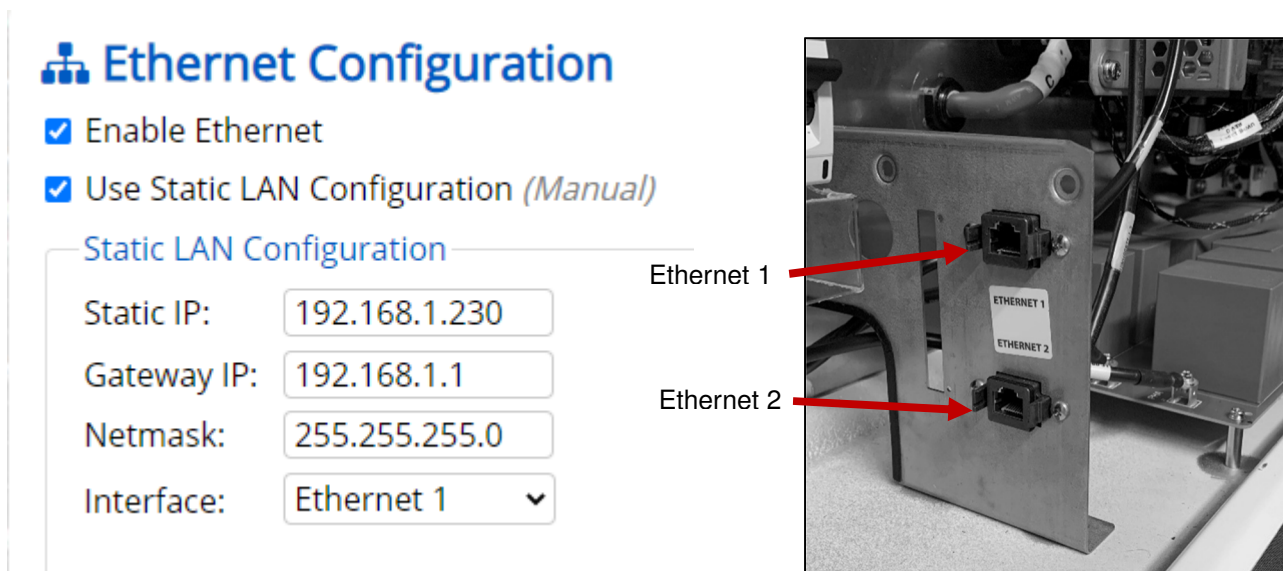 Ethernet Configuration
Enable Ethernet
Use Static LAN Configuration (Manual)
Static LAN Configuration
Static IP: 192.168.1.230
Gateway IP: 192.168.1.1
Netmask: 255.255.255.0
Interface: Ethernet 1
Ethernet 1
Ethernet 2
ETHERNET 1
ETHERNET 2
C